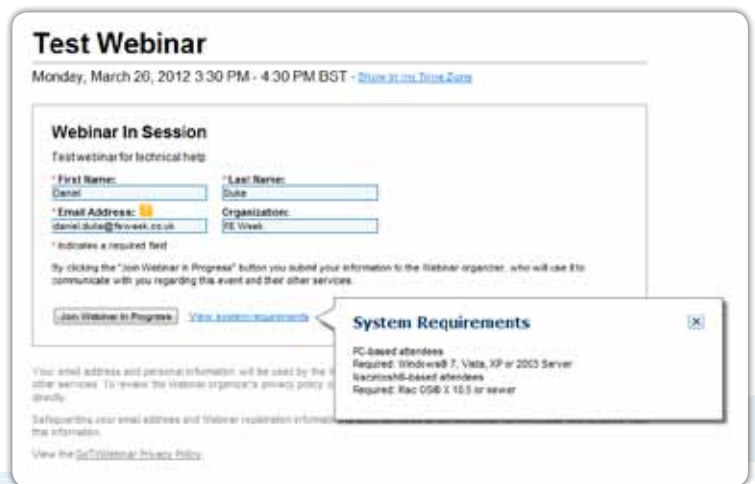 Test Webinar
Monday, March 26, 2012 3:30 PM - 4:30 PM BST - Show in my Time Zone
Webinar In Session
Test webinar for technical help
*First Name: *Last Name:
Daniel Duke
*Email Address: Organization:
daniel.duke@feweek.co.uk FE Week
* Indicates a required field
By clicking the "Join Webinar in Progress" button you submit your information to the Webinar organizer, who will use it to
communicate with you regarding this event and their other services.
Join Webinar in Progress View system requirements
System Requirements
PC-based attendees
Required: Windows® 7, Vista, XP or 2003 Server
Macintosh®-based attendees
Required: Mac OS® X 10.5 or newer
Your email address and personal information will be used by the
other services. To review the Webinar organizer's privacy policy
directly.
Safeguarding your email address and Webinar registration information
this information.
View the GoToWebinar Privacy Policy.